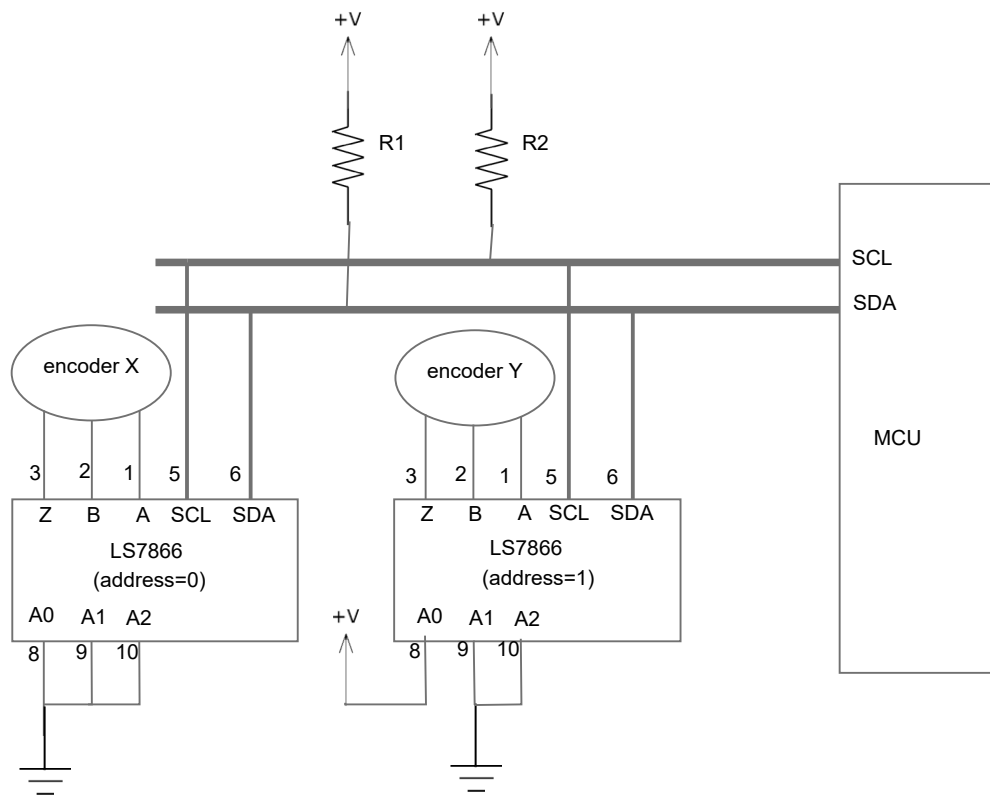 +V +V
R1 R2
SCL
SDA
encoder X encoder Y
MCU
3 2 1 5 6 3 2 1 5 6
Z B A SCL SDA Z B A SCL SDA
LS7866 LS7866
(address=0) (address=1)
A0 A1 A2 +V A0 A1 A2
8 9 10 8 9 10